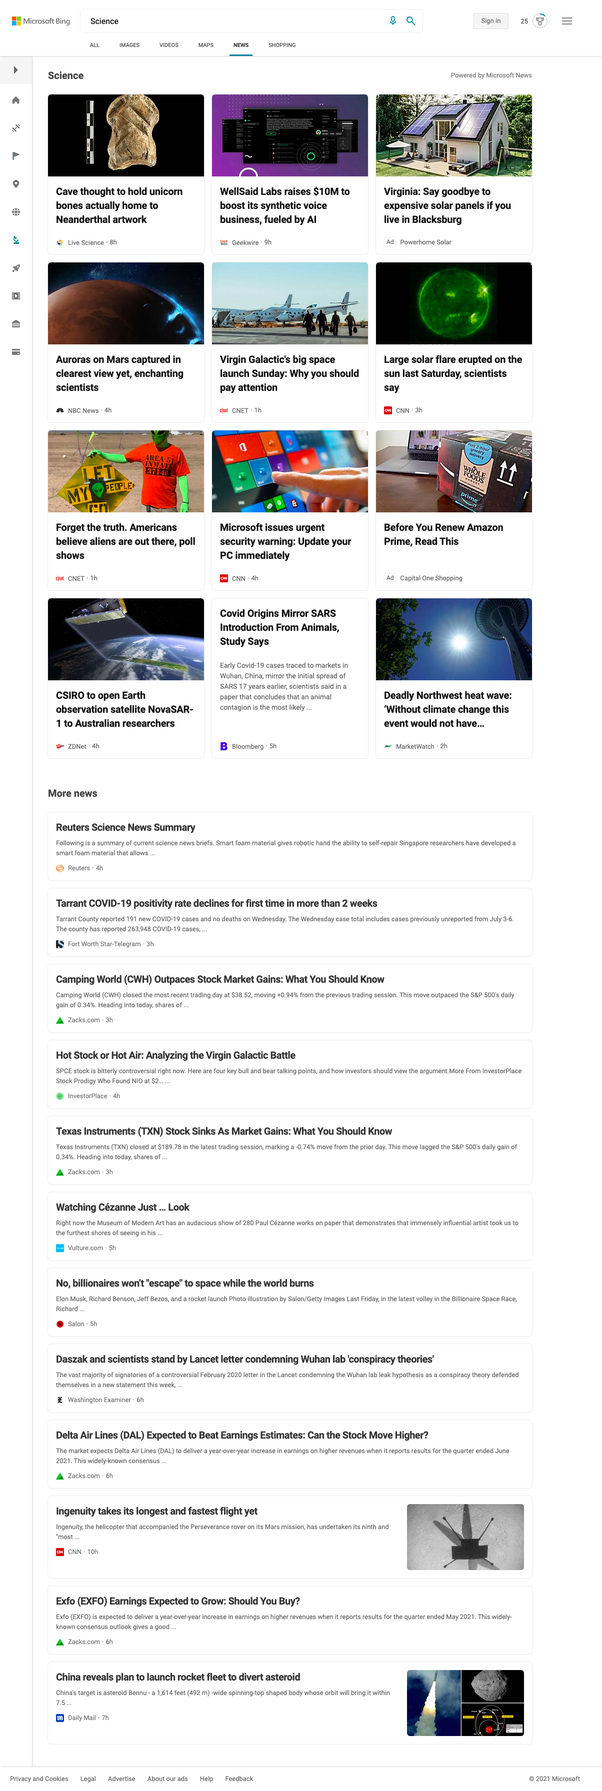 Microsoft Bing
Science
Sign in
25
ALL
IMAGES
VIDEOS
MAPS
NEWS
SHOPPING
Science
Powered by Microsoft News
Cave thought to hold unicorn
bones actually home to
Neanderthal artwork
Live Science · 8h
WellSaid Labs raises $10M to
boost its synthetic voice
business, fueled by AI
Geekwire · 9h
Virginia: Say goodbye to
expensive solar panels if you
live in Blacksburg
Ad Powerhome Solar
Auroras on Mars captured in
clearest view yet, enchanting
scientists
NBC News · 4h
Virgin Galactic's big space
launch Sunday: Why you should
pay attention
CNET · 1h
Large solar flare erupted on the
sun last Saturday, scientists
say
CNN · 3h
LET
MY PEOPLE
GO
AREA 51
INMATE
Forget the truth. Americans
believe aliens are out there, poll
shows
CNET · 1h
Microsoft issues urgent
security warning: Update your
PC immediately
CNN · 4h
WHOLE
FOODS
prime
Before You Renew Amazon
Prime, Read This
Ad Capital One Shopping
CSIRO to open Earth
observation satellite NovaSAR-
1 to Australian researchers
ZDNet · 4h
Covid Origins Mirror SARS
Introduction From Animals,
Study Says
Early Covid-19 cases traced to markets in
Wuhan, China, mirror the initial spread of
SARS 17 years earlier, scientists said in a
paper that concludes that an animal
contagion is the most likely ...
Bloomberg · 5h
Deadly Northwest heat wave:
‘Without climate change this
event would not have…
MarketWatch · 2h
More news
Reuters Science News Summary
Following is a summary of current science news briefs. Smart foam material gives robotic hand the ability to self-repair Singapore researchers have developed a
smart foam material that allows ...
Reuters · 4h
Tarrant COVID-19 positivity rate declines for first time in more than 2 weeks
Tarrant County reported 191 new COVID-19 cases and no deaths on Wednesday. The Wednesday case total includes cases previously unreported from July 3-6.
The county has reported 263,948 COVID-19 cases, ...
Fort Worth Star-Telegram · 3h
Camping World (CWH) Outpaces Stock Market Gains: What You Should Know
Camping World (CWH) closed the most recent trading day at $38.52, moving +0.94% from the previous trading session. This move outpaced the S&P 500's daily
gain of 0.34%. Heading into today, shares of ...
Zacks.com · 3h
Hot Stock or Hot Air: Analyzing the Virgin Galactic Battle
SPCE stock is bitterly controversial right now. Here are four key bull and bear talking points, and how investors should view the argument.More From InvestorPlace
Stock Prodigy Who Found NIO at $2… ...
InvestorPlace · 4h
Texas Instruments (TXN) Stock Sinks As Market Gains: What You Should Know
Texas Instruments (TXN) closed at $189.78 in the latest trading session, marking a -0.74% move from the prior day. This move lagged the S&P 500's daily gain of
0.34%. Heading into today, shares of ...
Zacks.com · 3h
Watching Cézanne Just … Look
Right now the Museum of Modern Art has an audacious show of 280 Paul Cézanne works on paper that demonstrates that immensely influential artist took us to
the furthest shores of seeing in his ...
Vulture.com · 5h
No, billionaires won't "escape" to space while the world burns
Elon Musk, Richard Benson, Jeff Bezos, and a rocket launch Photo illustration by Salon/Getty Images Last Friday, in the latest volley in the Billionaire Space Race,
Richard ...
Salon · 5h
Daszak and scientists stand by Lancet letter condemning Wuhan lab 'conspiracy theories'
The vast majority of signatories of a controversial February 2020 letter in the Lancet condemning the Wuhan lab leak hypothesis as a conspiracy theory defended
themselves in a new statement this week, ...
Washington Examiner · 6h
Delta Air Lines (DAL) Expected to Beat Earnings Estimates: Can the Stock Move Higher?
The market expects Delta Air Lines (DAL) to deliver a year-over-year increase in earnings on higher revenues when it reports results for the quarter ended June
2021. This widely-known consensus ...
Zacks.com · 6h
Ingenuity takes its longest and fastest flight yet
Ingenuity, the helicopter that accompanied the Perseverance rover on its Mars mission, has undertaken its ninth and
"most ...
CNN · 10h
Exfo (EXFO) Earnings Expected to Grow: Should You Buy?
Exfo (EXFO) is expected to deliver a year-over-year increase in earnings on higher revenues when it reports results for the quarter ended May 2021. This widely-
known consensus outlook gives a good ...
Zacks.com · 6h
China reveals plan to launch rocket fleet to divert asteroid
China's target is asteroid Bennu - a 1,614 feet (492 m) -wide spinning-top shaped body whose orbit will bring it within
7.5 ...
Daily Mail · 7h
Privacy and Cookies
Legal
Advertise
About our ads
Help
Feedback
© 2021 Microsoft